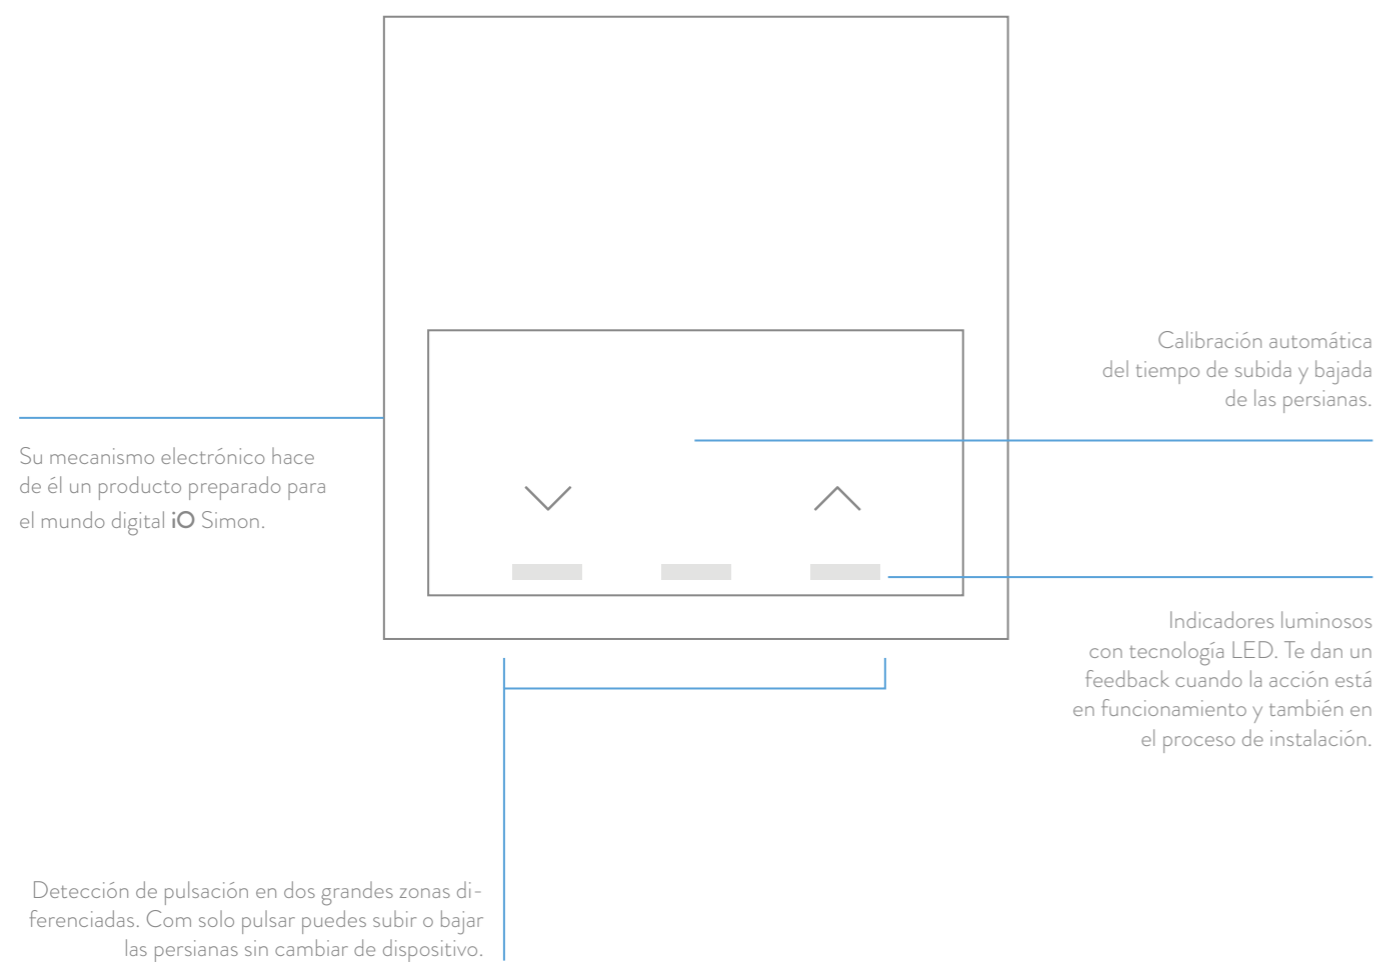 Calibración automática
del tiempo de subida y bajada
de las persianas.
Su mecanismo electrónico hace
de él un producto preparado para
el mundo digital iO Simon.
Indicadores luminosos
con tecnología LED. Te dan un
feedback cuando la acción está
en funcionamiento y también en
el proceso de instalación.
Detección de pulsación en dos grandes zonas di-
ferenciadas. Com solo pulsar puedes subir o bajar
las persianas sin cambiar de dispositivo.